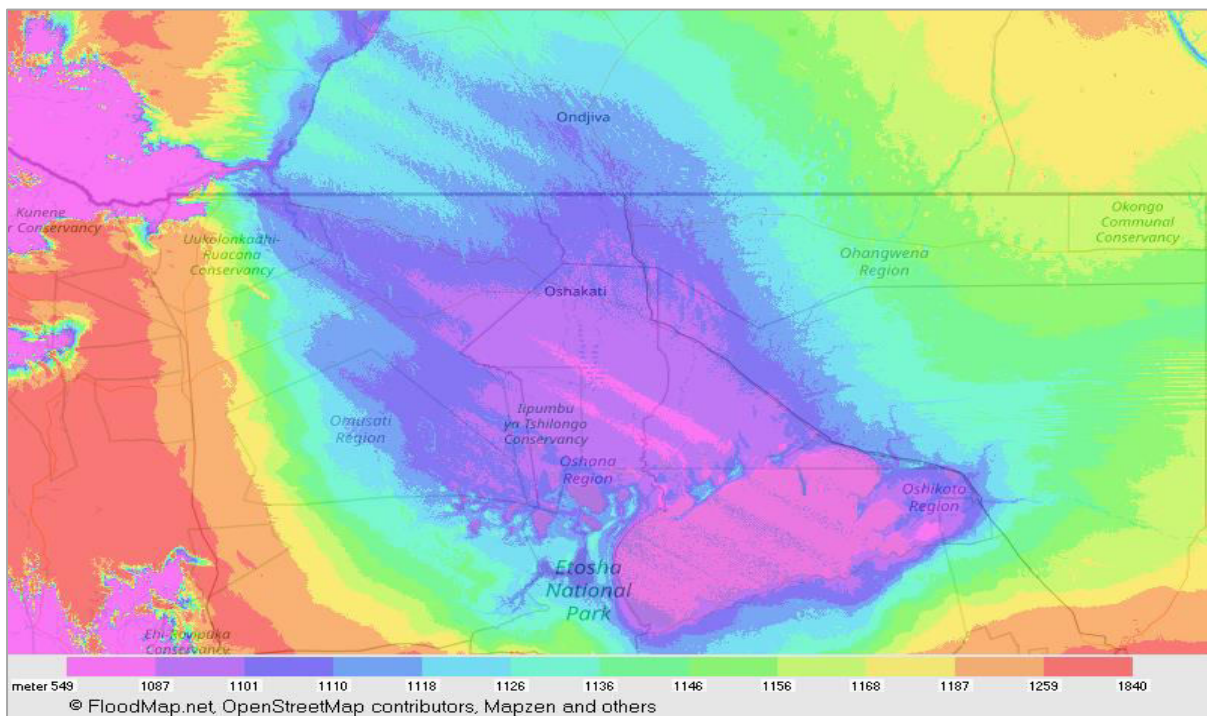 Ondjiva
Kunene
r Conservancy
Uukolonkadhi-
Ruacana
Conservancy
Okongo
Communal
Conservancy
Ohangwena
Region
Oshakati
Omusati
Region
Iipumbu
ya Tshilongo
Conservancy
Oshana
Region
Oshikoto
Region
Etosha
National
Park
Conservancy
meter 549 1087 1101 1110 1118 1126 1136 1146 1156 1168 1187 1259 1840
© FloodMap.net, OpenStreetMap contributors, Mapzen and others